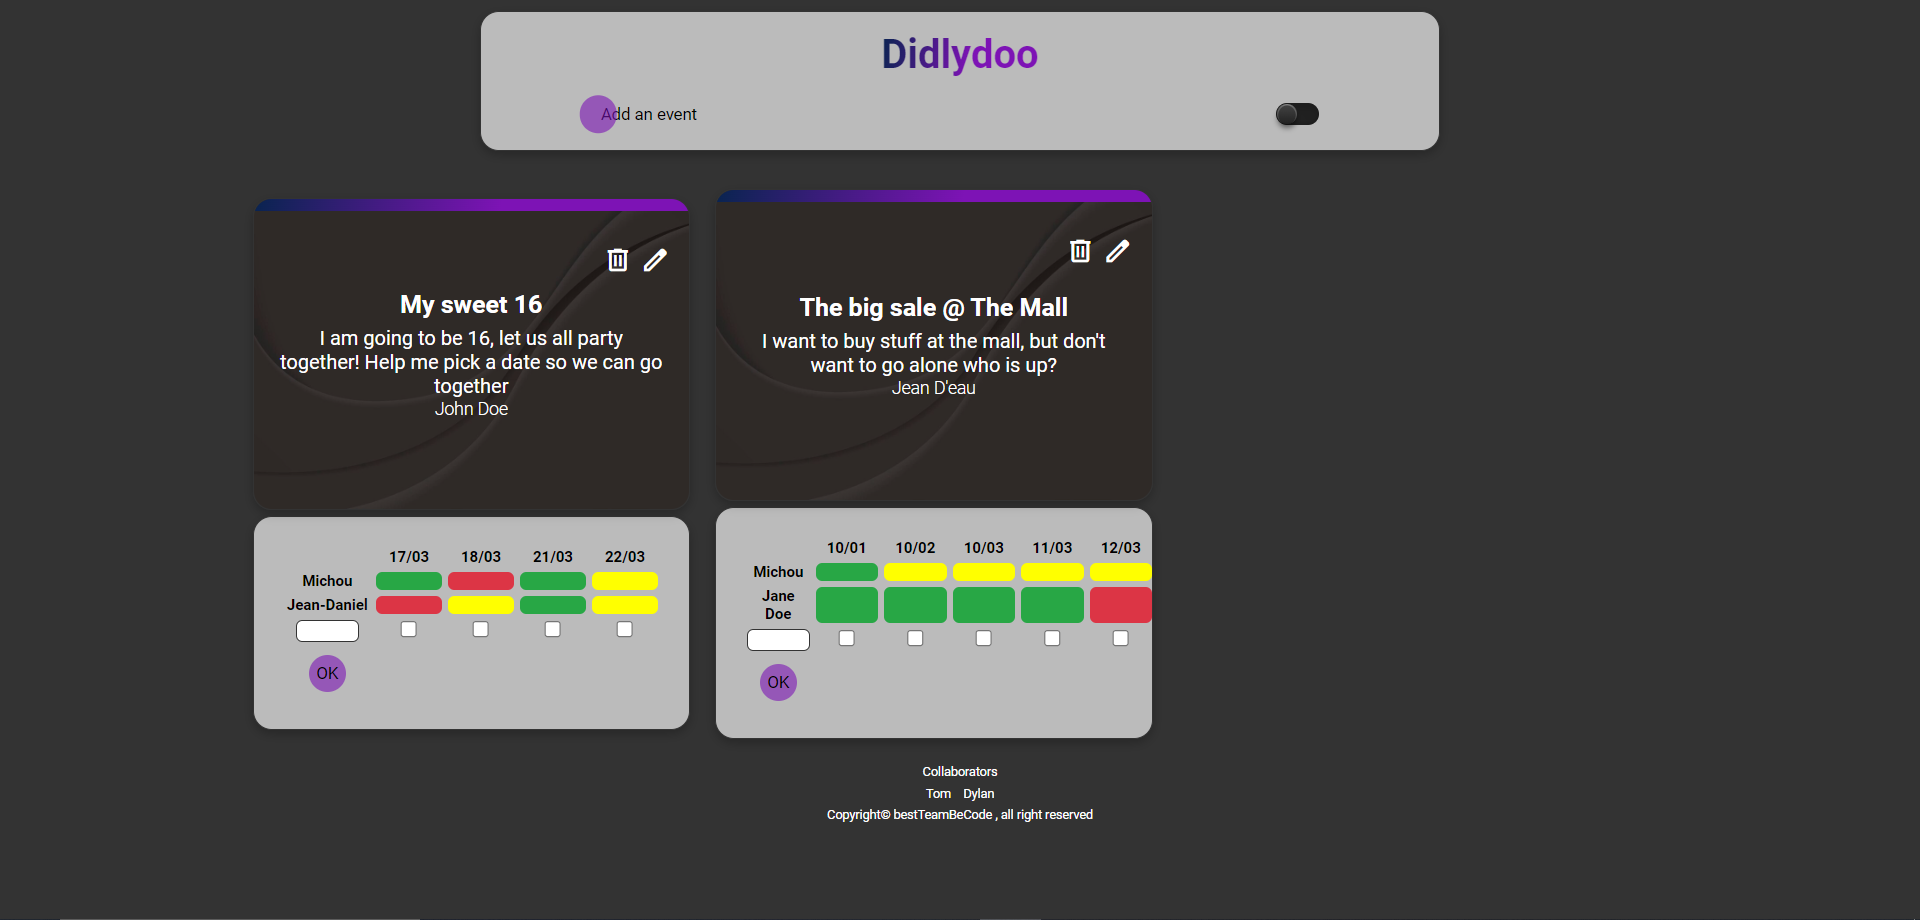 Didlydoo
Add an event
My sweet 16
I am going to be 16, let us all party
together! Help me pick a date so we can go
together
John Doe
17/03 18/03 21/03 22/03
Michou
Jean-Daniel
OK
The big sale @ The Mall
I want to buy stuff at the mall, but don't
want to go alone who is up?
Jean D'eau
10/01 10/02 10/03 11/03 12/03
Michou
Jane
Doe
OK
Collaborators
Tom Dylan
Copyright© bestTeamBeCode , all right reserved